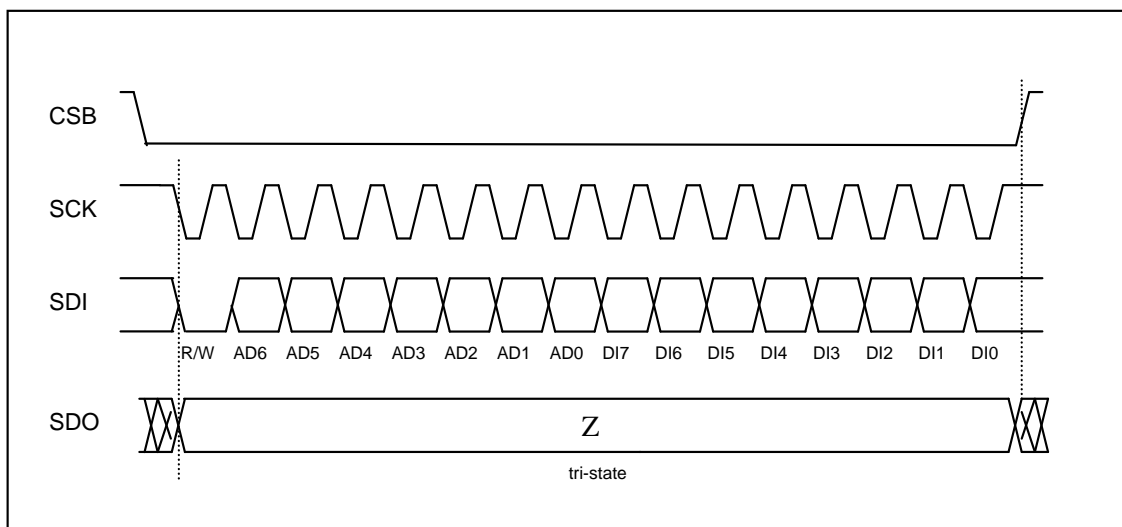 CSB
SCK
SDI
R/W AD6 AD5 AD4 AD3 AD2 AD1 AD0 DI7 DI6 DI5 DI4 DI3 DI2 DI1 DI0
SDO
Z
tri-state